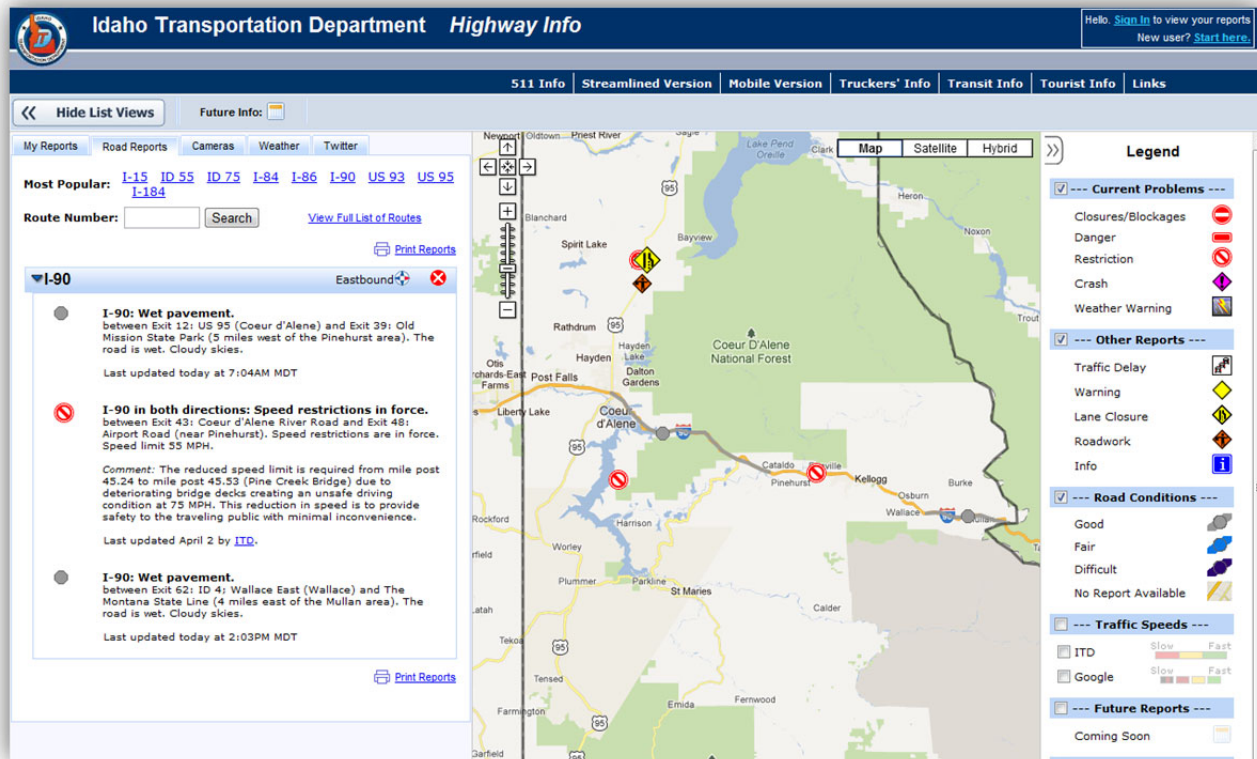 Idaho Transportation Department Highway Info
Hello. Sign In to view your reports
New user? Start here.
511 Info Streamlined Version Mobile Version Truckers' Info Transit Info Tourist Info Links
Hide List Views
Future Info:
My Reports Road Reports Cameras Weather Twitter
Most Popular: I-15 ID 55 ID 75 I-84 I-86 I-90 US 93 US 95
I-184
Route Number: Search View Full List of Routes
Print Reports
I-90 Eastbound
I-90: Wet pavement.
between Exit 12: US 95 (Coeur d'Alene) and Exit 39: Old
Mission State Park (5 miles west of the Pinehurst area). The
road is wet. Cloudy skies.
Last updated today at 7:04AM MDT
I-90 in both directions: Speed restrictions in force.
between Exit 43: Coeur d'Alene River Road and Exit 48:
Airport Road (near Pinehurst). Speed restrictions are in force.
Speed limit 55 MPH.
Comment: The reduced speed limit is required from mile post
45.24 to mile post 45.53 (Pine Creek Bridge) due to
deteriorating bridge decks creating an unsafe driving
condition at 75 MPH. This reduction in speed is to provide
safety to the traveling public with minimal inconvenience.
Last updated April 2 by ITD.
I-90: Wet pavement.
between Exit 62: ID 4: Wallace East (Wallace) and The
Montana State Line (4 miles east of the Mullan area). The
road is wet. Cloudy skies.
Last updated today at 2:03PM MDT
Print Reports
Newport Oldtown Priest River Sagle
Lake Pend
Oreille
Clark
Map Satellite Hybrid
95
Heron
Blanchard
Noxon
Spirit Lake
Bayview
Trout
95
Rathdrum
Hayden
Lake
Coeur D'Alene
National Forest
Otis
Orchards-East
Farms
Post Falls
Hayden
Dalton
Gardens
Liberty Lake
Coeur
d'Alene
95
Cataldo
Pinehurst
Kellogg
Burke
Osburn
Wallace
Rockford
Harrison
Worley
Plummer
Parkline
St Maries
Latah
Calder
Tekoa
95
Tensed
Farmington
Emida
Fernwood
95
Garfield
Legend
--- Current Problems ---
Closures/Blockages
Danger
Restriction
Crash
Weather Warning
--- Other Reports ---
Traffic Delay
Warning
Lane Closure
Roadwork
Info
--- Road Conditions ---
Good
Fair
Difficult
No Report Available
--- Traffic Speeds ---
ITD Slow Fast
Google Slow Fast
--- Future Reports ---
Coming Soon